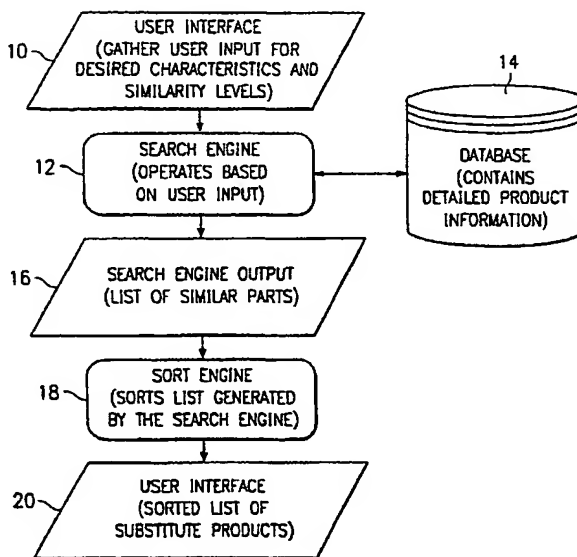 10
USER INTERFACE
(GATHER USER INPUT FOR
DESIRED CHARACTERISTICS AND
SIMILARITY LEVELS)
14
12
SEARCH ENGINE
(OPERATES BASED
ON USER INPUT)
DATABASE
(CONTAINS
DETAILED PRODUCT
INFORMATION)
16
SEARCH ENGINE OUTPUT
(LIST OF SIMILAR PARTS)
18
SORT ENGINE
(SORTS LIST GENERATED
BY THE SEARCH ENGINE)
20
USER INTERFACE
(SORTED LIST OF
SUBSTITUTE PRODUCTS)